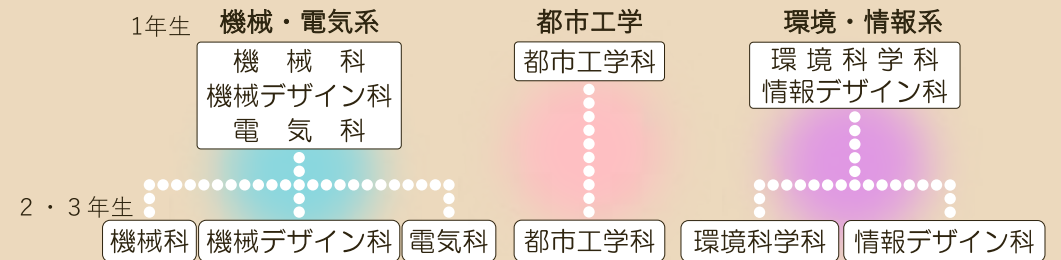 1年生 機械・電気系 都市工学 環境・情報系
機 械 科
機械デザイン科
電 気 科
都市工学科
環 境 科 学 科
情報デザイン科
2・3年生
機械科 機械デザイン科 電気科 都市工学科 環境科学科 情報デザイン科